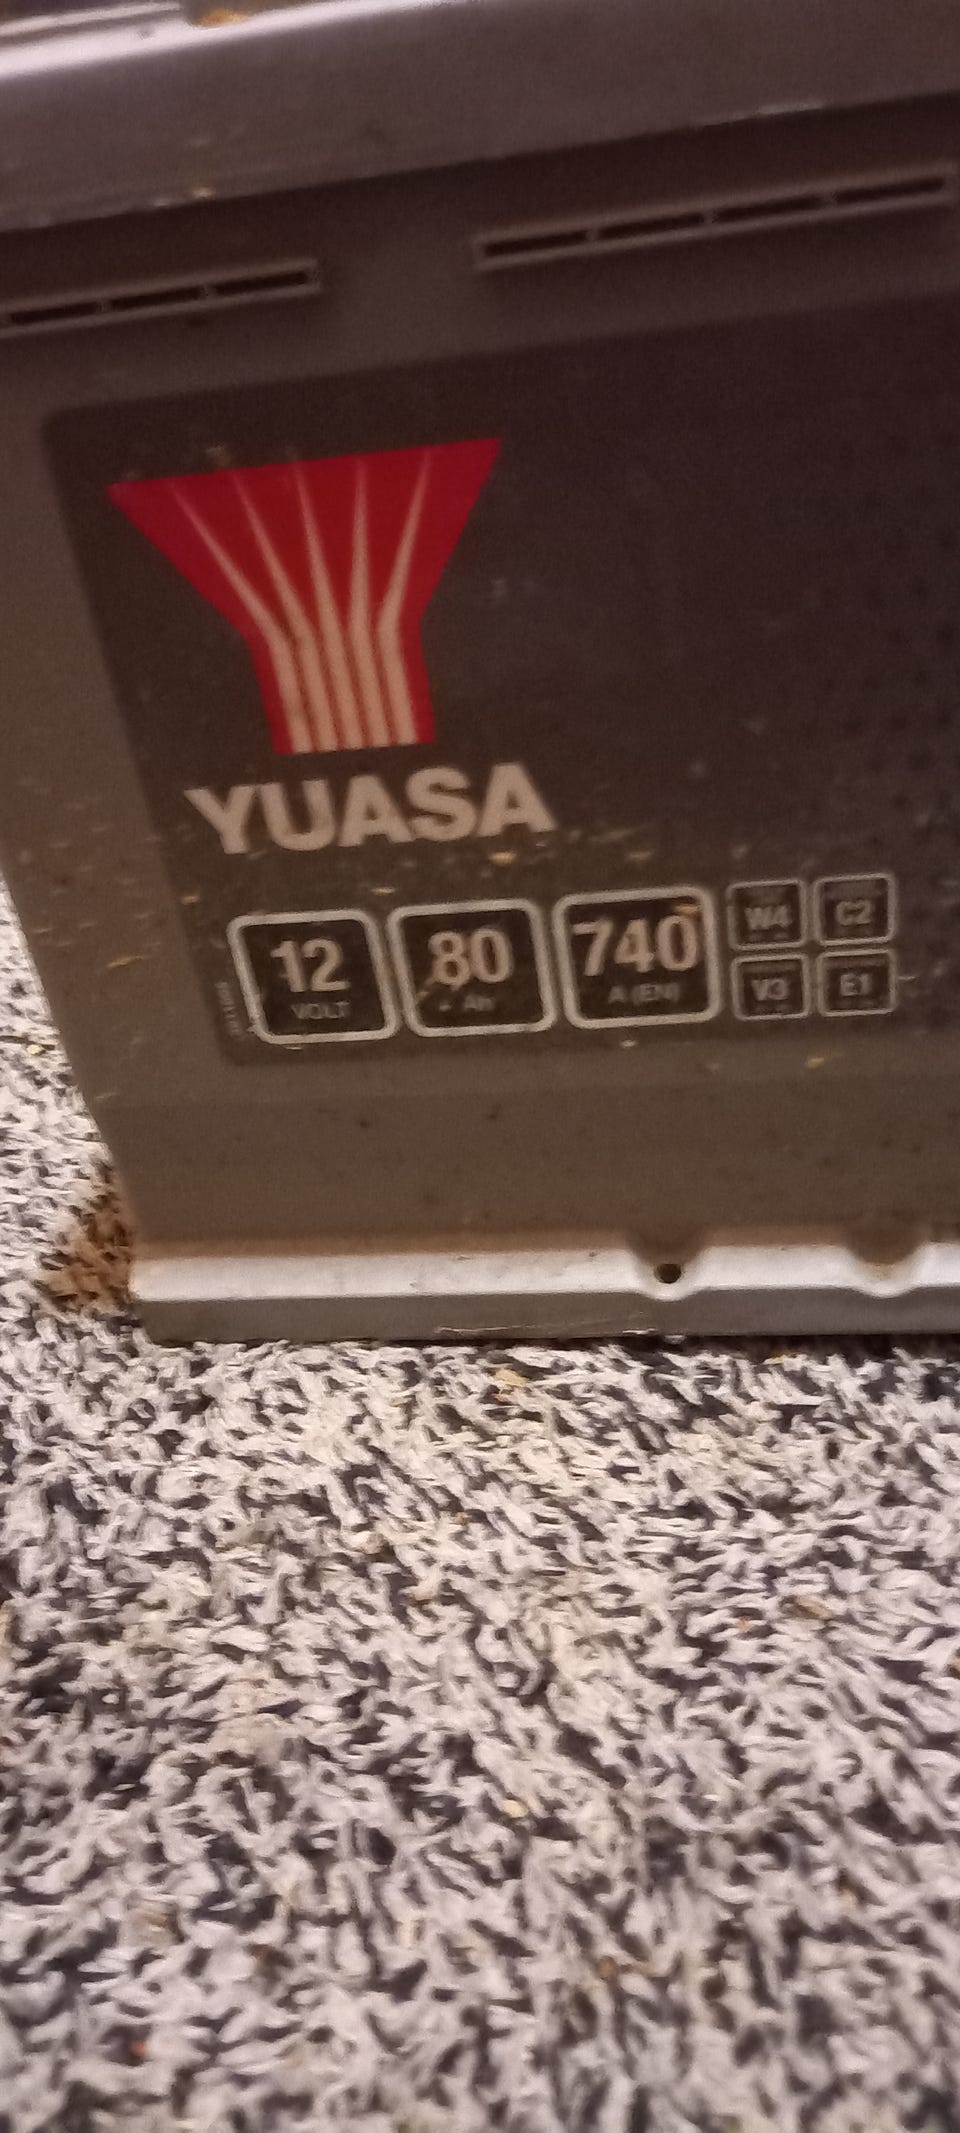 YUASA
12 80 740 W4 C2
VOLT Ah A (EN) V3 E1